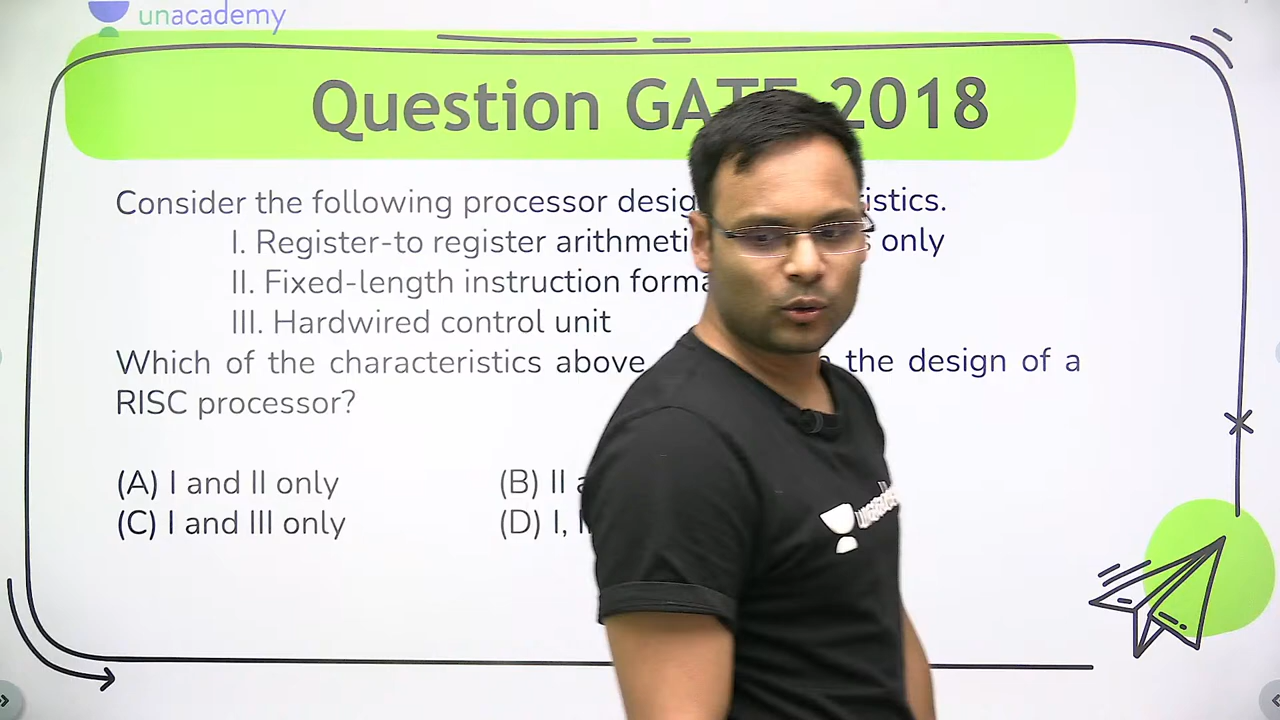 unacademy
Question GATE 2018
Consider the following processor desig istics.
I. Register-to register arithmeti only
II. Fixed-length instruction forma
III. Hardwired control unit
Which of the characteristics above the design of a
RISC processor?
(A) I and II only (B) II
(C) I and III only (D) I,
unacade